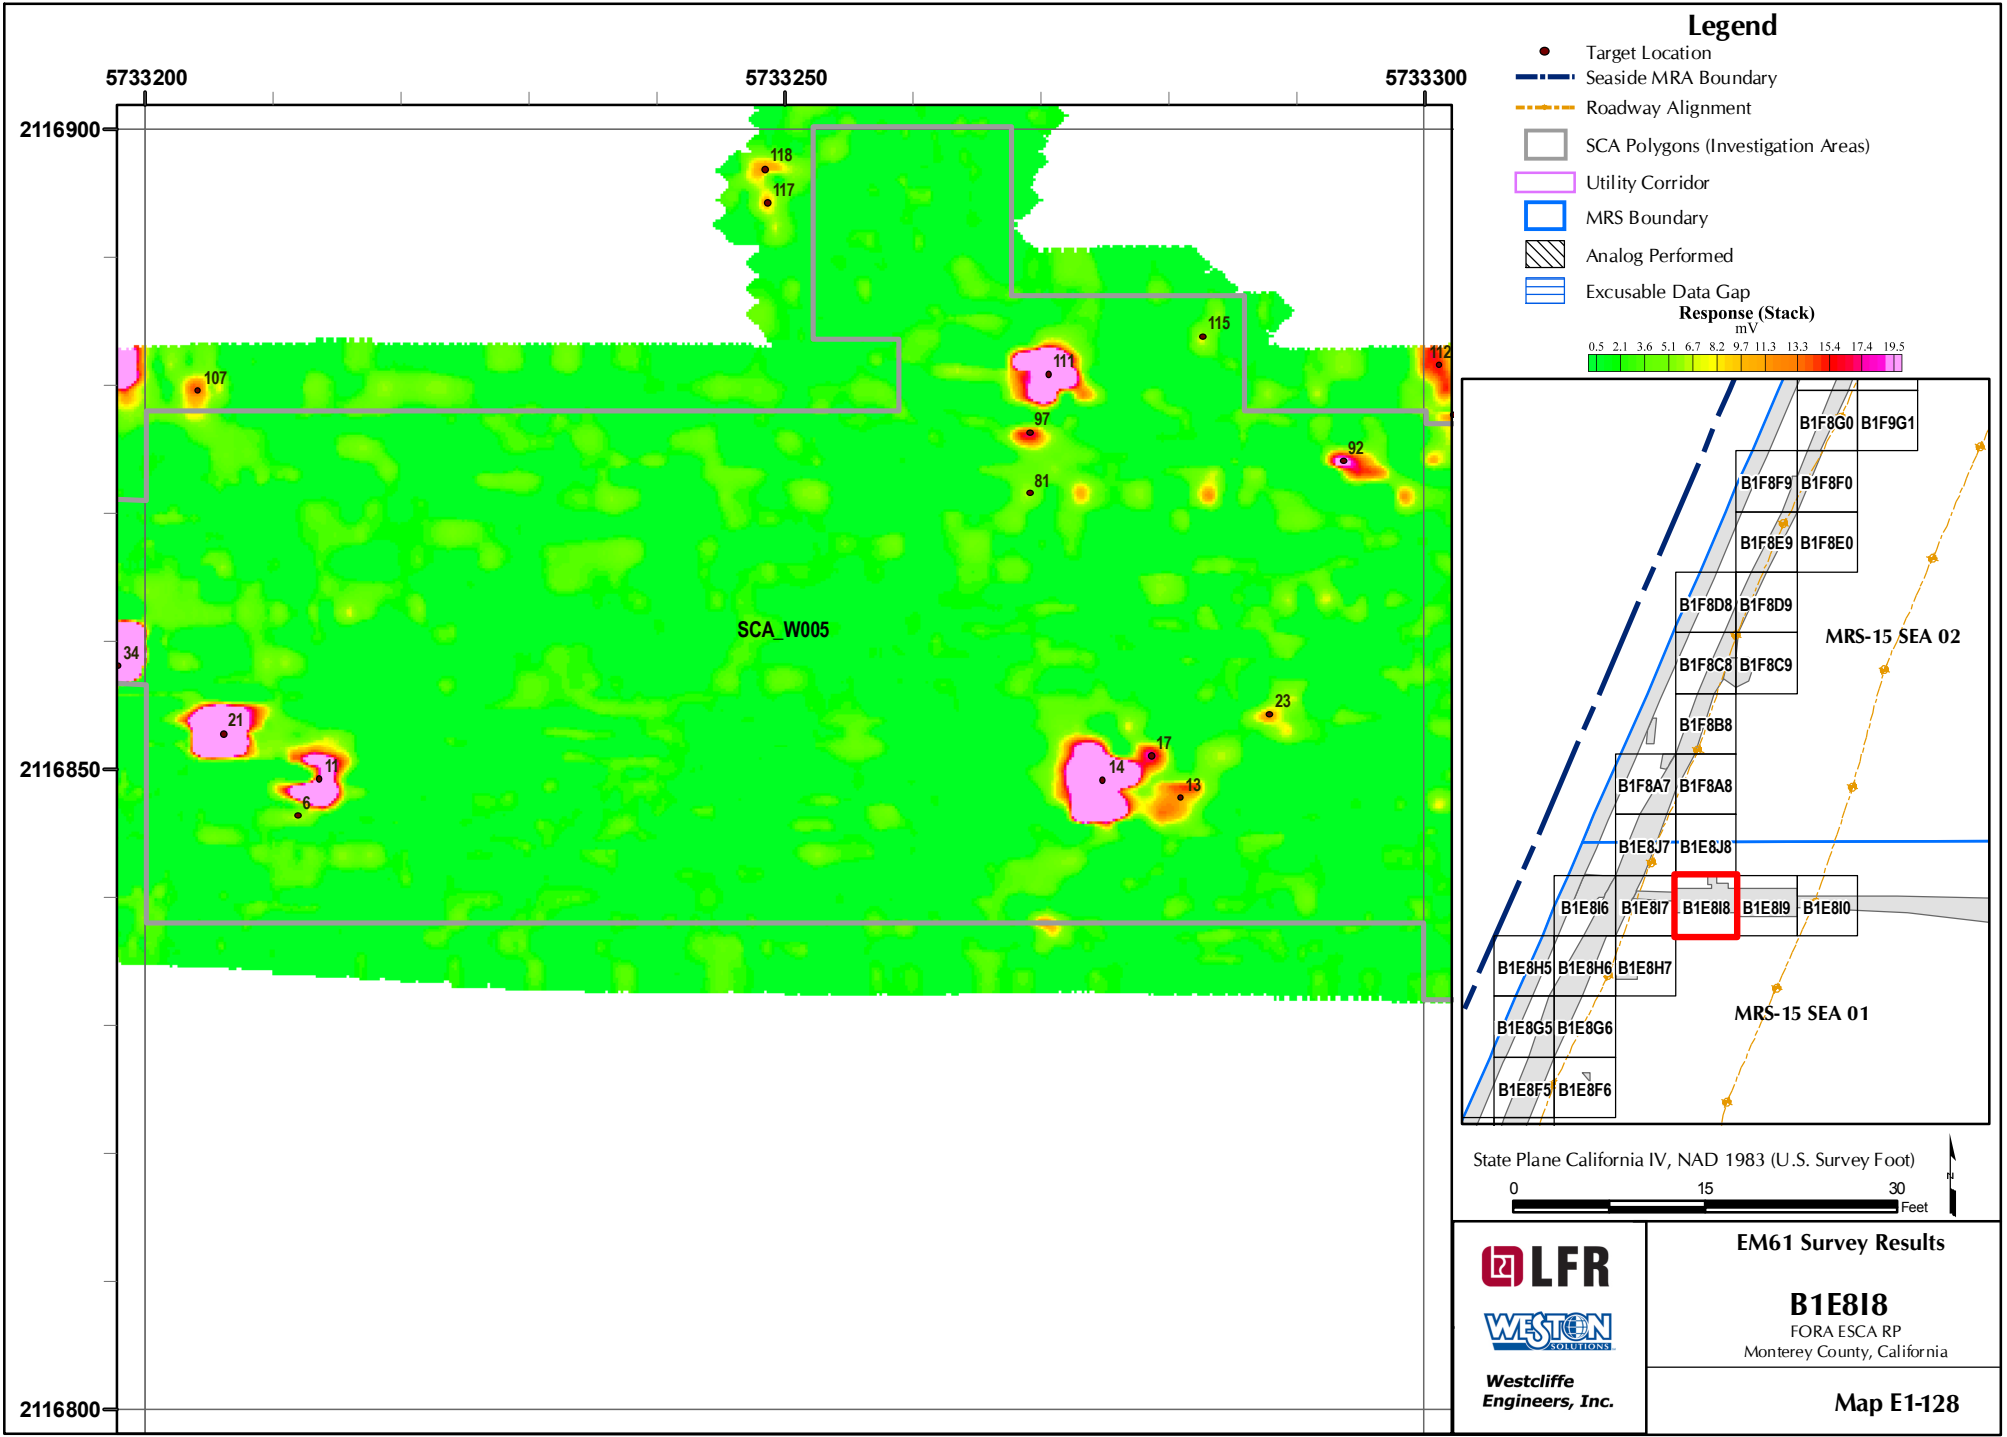 5733200
5733250
5733300
2116900
2116850
2116800
118
117
115
111
112
107
97
92
81
SCA_W005
34
23
21
17
14
13
11
6
Legend
Target Location
Seaside MRA Boundary
Roadway Alignment
SCA Polygons (Investigation Areas)
Utility Corridor
MRS Boundary
Analog Performed
Excusable Data Gap
Response (Stack)
mV
0.5 2.1 3.6 5.1 6.7 8.2 9.7 11.3 13.3 15.4 17.4 19.5
B1F8G0 B1F9G1
B1F8F9 B1F8F0
B1F8E9 B1F8E0
B1F8D8 B1F8D9
MRS-15 SEA 02
B1F8C8 B1F8C9
B1F8B8
B1F8A7 B1F8A8
B1E8J7 B1E8J8
B1E8I6 B1E8I7 B1E8I8 B1E8I9 B1E8I0
B1E8H5 B1E8H6 B1E8H7
MRS-15 SEA 01
B1E8G5 B1E8G6
B1E8F5 B1E8F6
State Plane California IV, NAD 1983 (U.S. Survey Foot)
0 15 30
Feet
N
LFR
WESTON
SOLUTIONS
Westcliffe
Engineers, Inc.
EM61 Survey Results
B1E8I8
FORA ESCA RP
Monterey County, California
Map E1-128